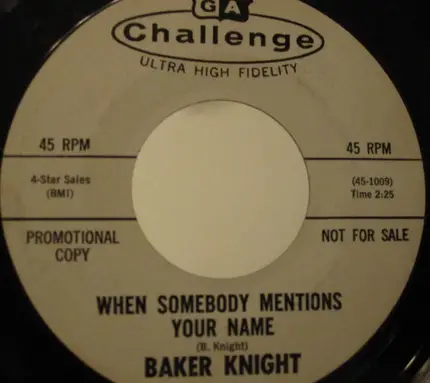 GA
Challenge
ULTRA HIGH FIDELITY
45 RPM
45 RPM
4-Star Sales
(BMI)
(45-1009)
Time 2:25
PROMOTIONAL
COPY
NOT FOR SALE
WHEN SOMEBODY MENTIONS
YOUR NAME
(B. Knight)
BAKER KNIGHT